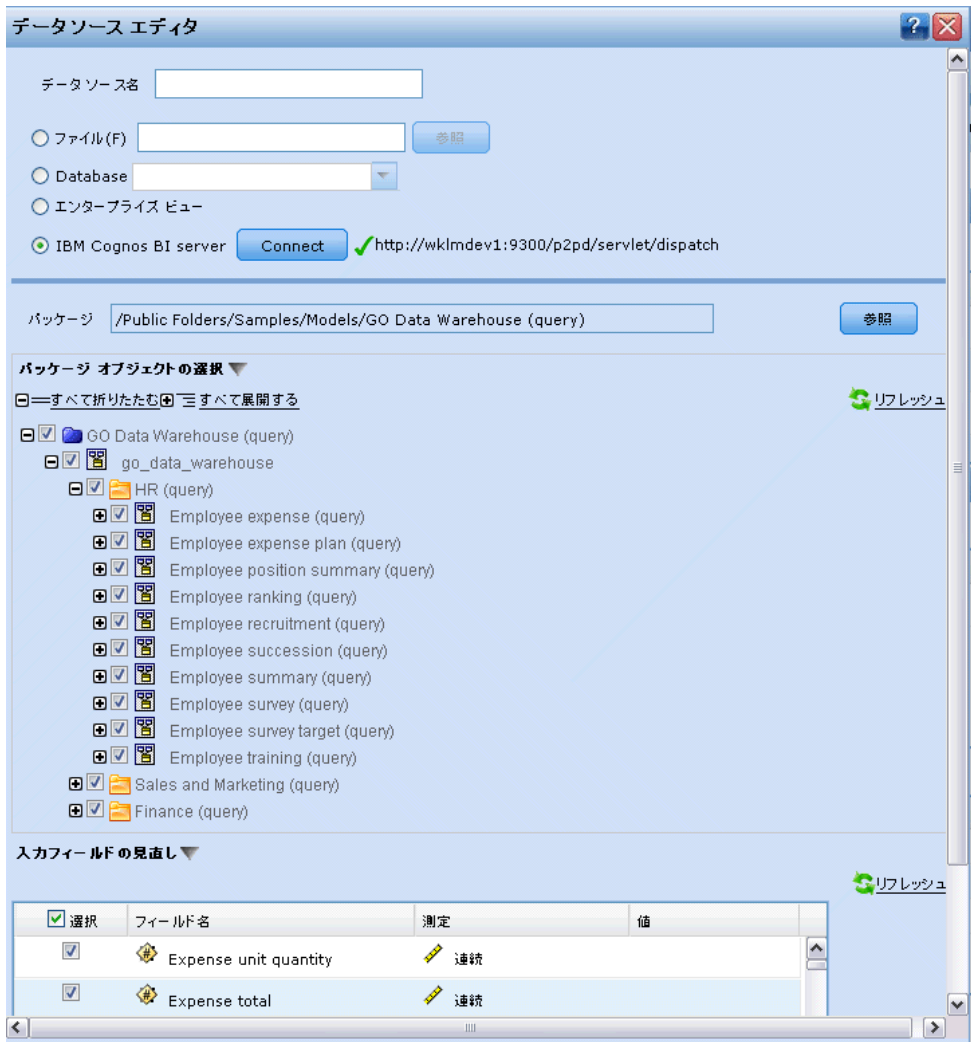 データソース エディタ
?
データ ソース名
ファイル(F)
参照
Database
エンタープライズ ビュー
IBM Cognos BI server
Connect
http://wklmdev1:9300/p2pd/servlet/dispatch
パッケージ
/Public Folders/Samples/Models/GO Data Warehouse (query)
参照
パッケージ オブジェクトの選択
すべて折りたたむ すべて展開する
リフレッシュ
GO Data Warehouse (query)
go_data_warehouse
HR (query)
Employee expense (query)
Employee expense plan (query)
Employee position summary (query)
Employee ranking (query)
Employee recruitment (query)
Employee succession (query)
Employee summary (query)
Employee survey (query)
Employee survey target (query)
Employee training (query)
Sales and Marketing (query)
Finance (query)
入力フィールドの見直し
リフレッシュ
選択 フィールド名 測定 値
Expense unit quantity 連続
Expense total 連続